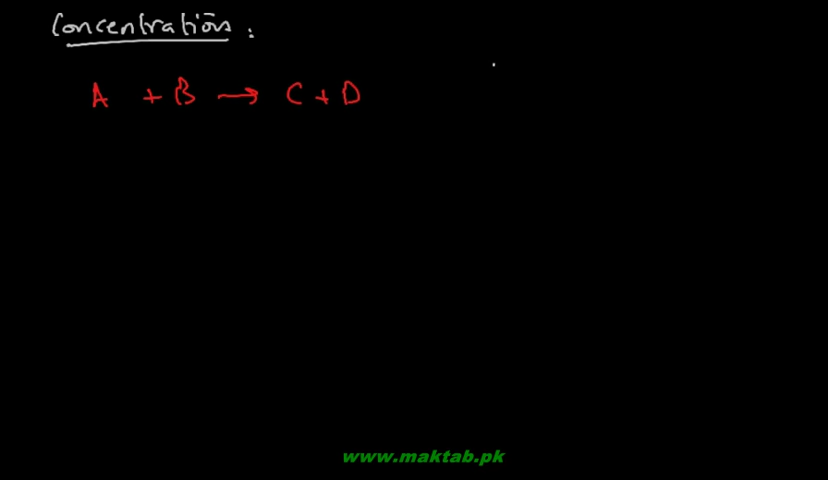 Concentration :
A + B → C + D
www.maktab.pk